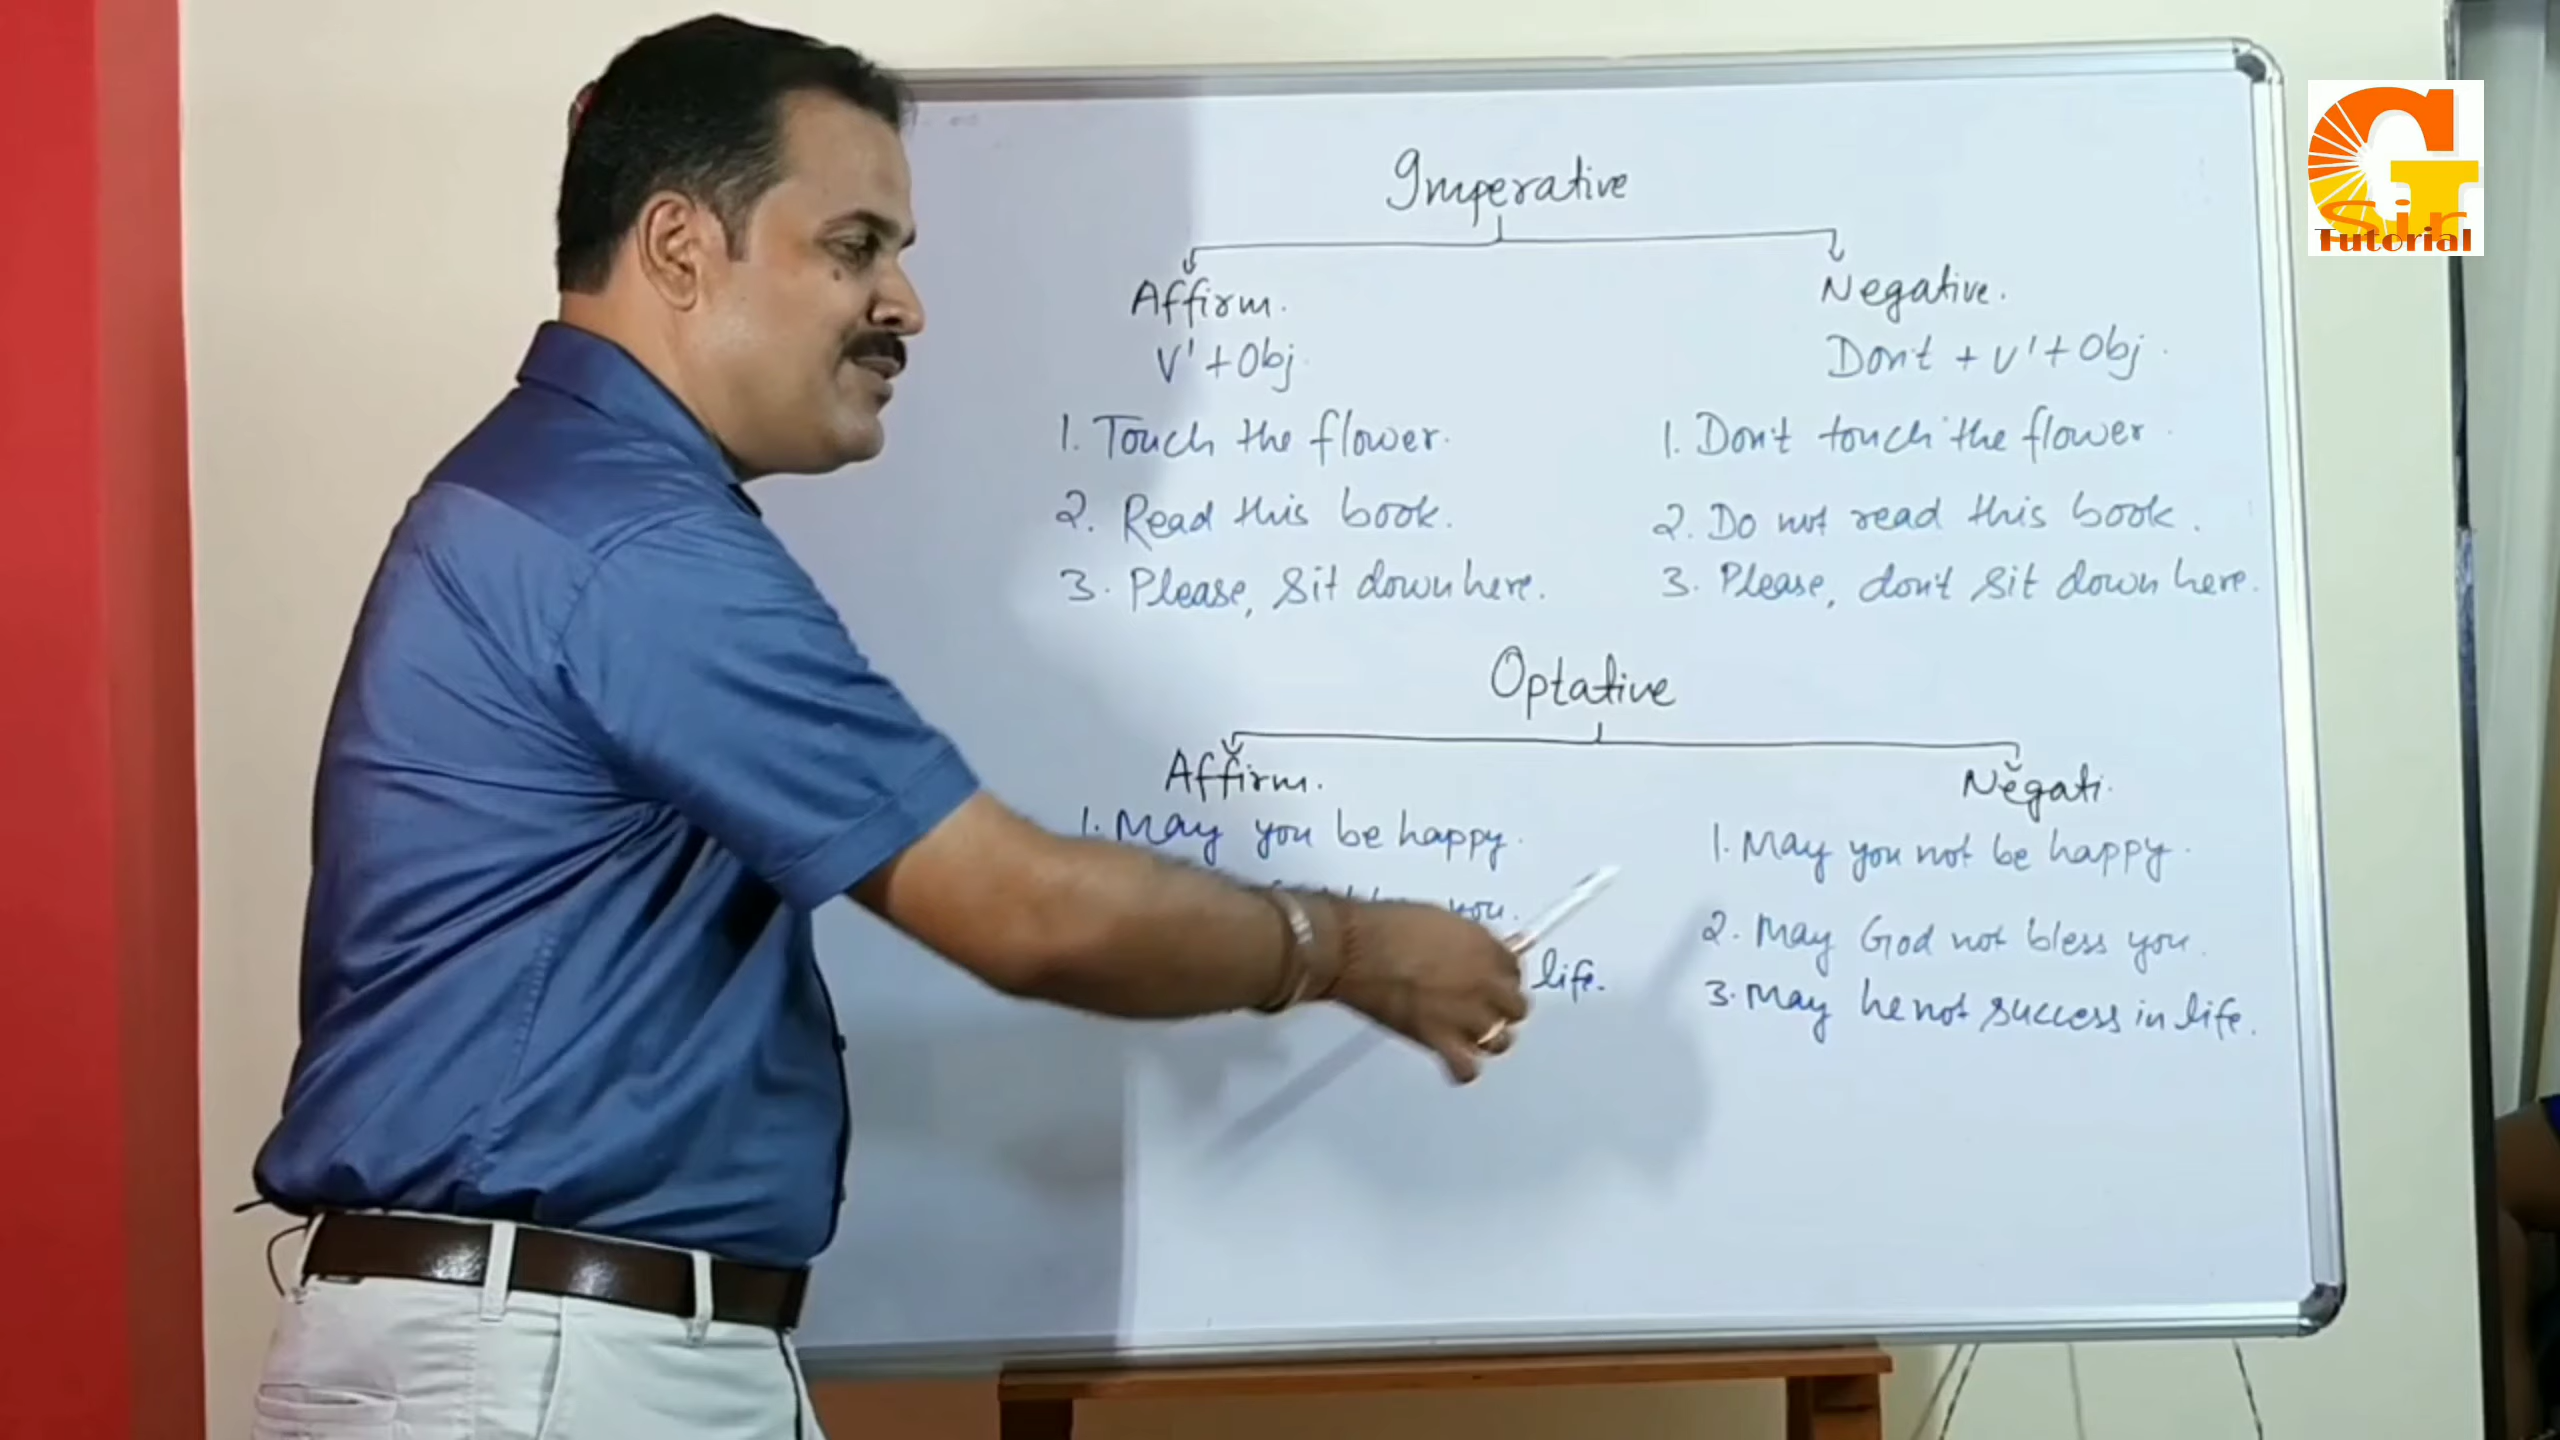 Imperative
Affirm.
V' + Obj.
1. Touch the flower.
2. Read this book.
3. Please, Sit down here.
Negative.
Don't + V' + Obj.
1. Don't touch the flower.
2. Do not read this book.
3. Please, don't sit down here.
Optative
Affirm.
1. May you be happy.
you.
life.
Negati.
1. May you not be happy.
2. May God not bless you.
3. May he not success in life.
GT
Sir
Tutorial